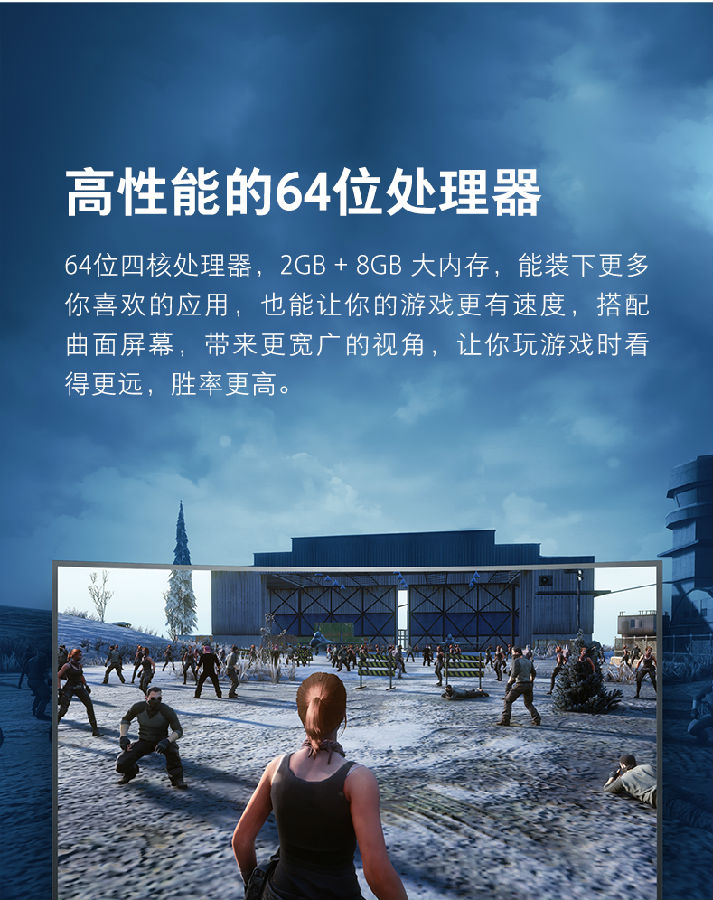 高性能的64位处理器
64位四核处理器，2GB + 8GB 大内存，能装下更多
你喜欢的应用，也能让你的游戏更有速度，搭配
曲面屏幕，带来更宽广的视角，让你玩游戏时看
得更远，胜率更高。